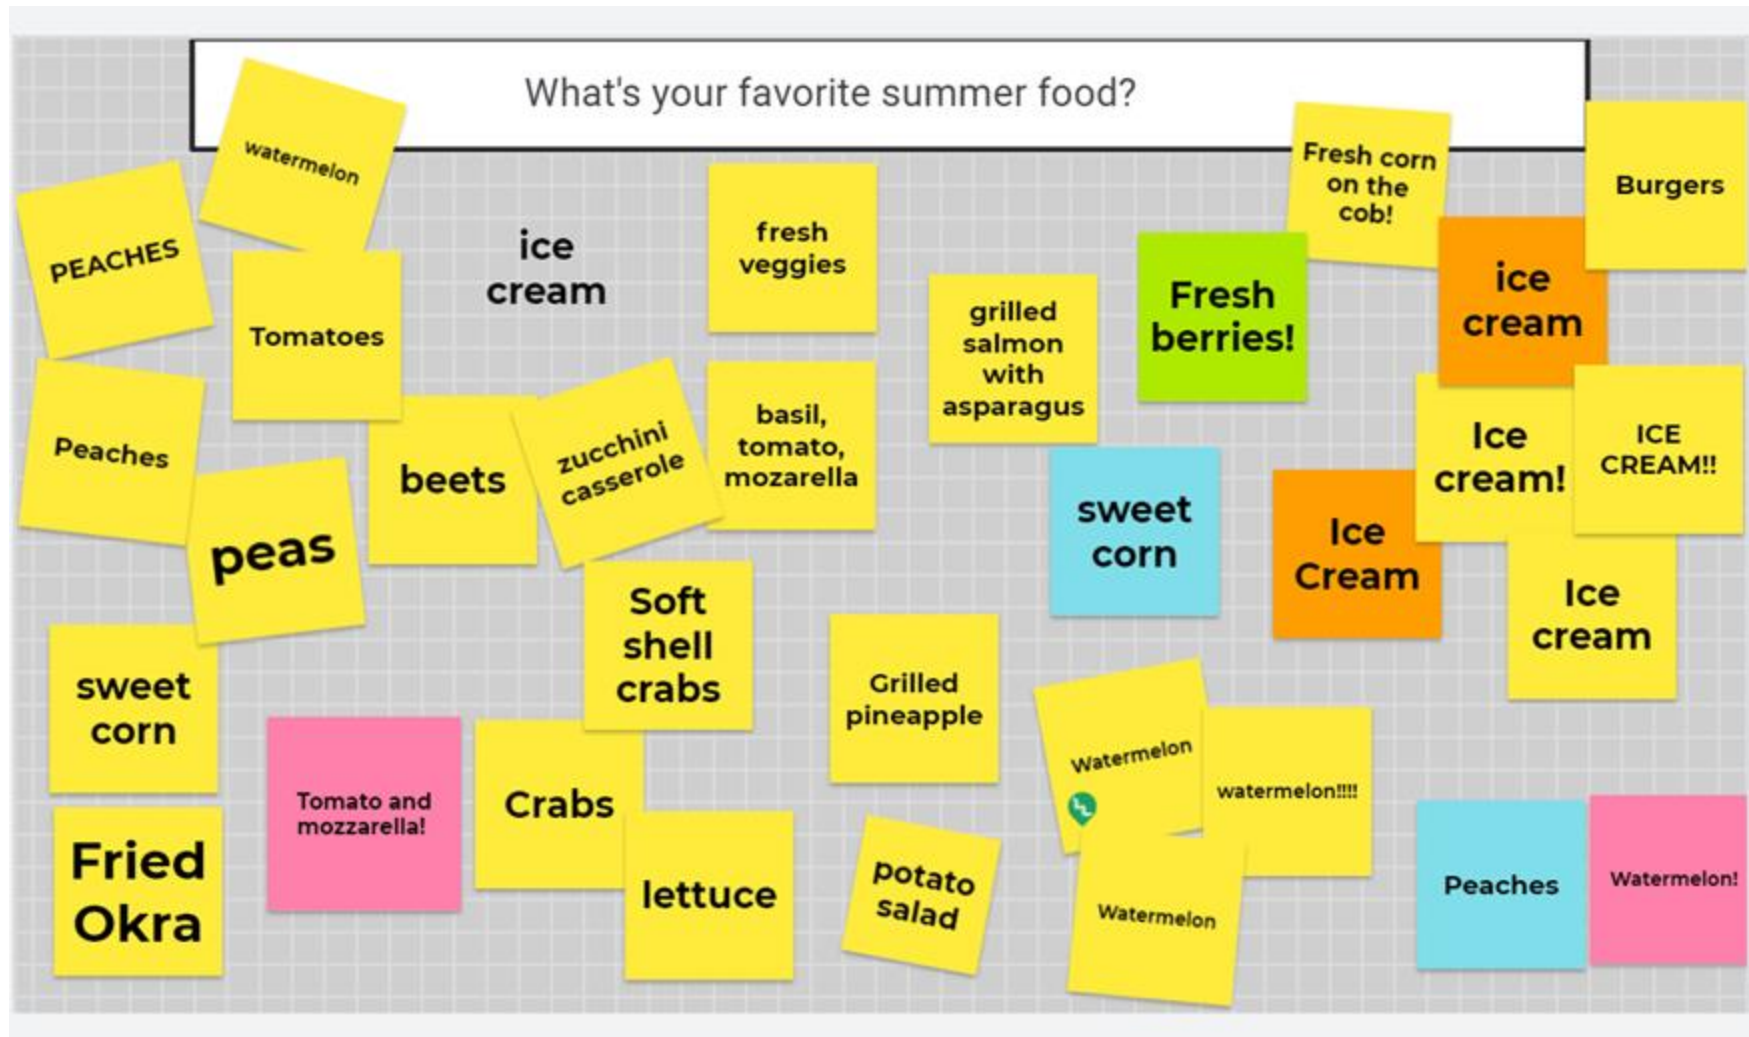 What's your favorite summer food?
watermelon
PEACHES
Tomatoes
ice
cream
fresh
veggies
Fresh corn
on the
cob!
Burgers
grilled
salmon
with
asparagus
Fresh
berries!
ice
cream
Peaches
peas
beets
zucchini
casserole
basil,
tomato,
mozarella
sweet
corn
Ice
Cream
Ice
cream!
ICE
CREAM!!
Ice
cream
sweet
corn
Soft
shell
crabs
Grilled
pineapple
Watermelon
watermelon!!!!
Tomato and
mozzarella!
Crabs
Fried
Okra
lettuce
potato
salad
Watermelon
Peaches
Watermelon!